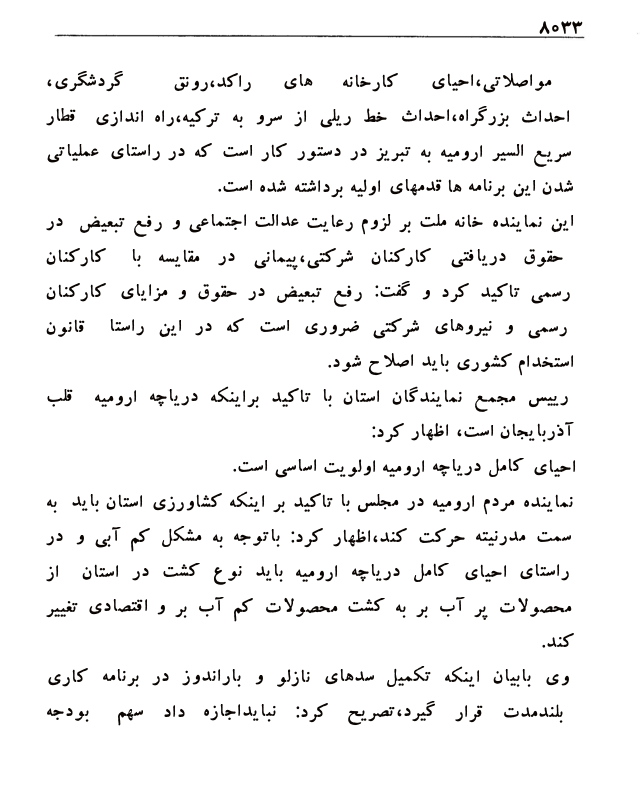 ۸۰۳۳
مواصلاتی،احیای کارخانه های راکد،رونق گردشگری،
احداث بزرگراه،احداث خط ریلی از سرو به ترکیه،راه اندازی قطار
سریع السیر ارومیه به تبریز در دستور کار است که در راستای عملیاتی
شدن این برنامه ها قدمهای اولیه برداشته شده است.
این نماینده خانه ملت بر لزوم رعایت عدالت اجتماعی و رفع تبعیض در
حقوق دریافتی کارکنان شرکتی،پیمانی در مقایسه با کارکنان
رسمی تاکید کرد و گفت: رفع تبعیض در حقوق و مزایای کارکنان
رسمی و نیروهای شرکتی ضروری است که در این راستا قانون
استخدام کشوری باید اصلاح شود.
رییس مجمع نمایندگان استان با تاکید براینکه دریاچه ارومیه قلب
آذربایجان است، اظهار کرد:
احیای کامل دریاچه ارومیه اولویت اساسی است.
نماینده مردم ارومیه در مجلس با تاکید بر اینکه کشاورزی استان باید به
سمت مدرنیته حرکت کند،اظهار کرد: باتوجه به مشکل کم آبی و در
راستای احیای کامل دریاچه ارومیه باید نوع کشت در استان از
محصولات پر آب بر به کشت محصولات کم آب بر و اقتصادی تغییر
کند.
وی بابیان اینکه تکمیل سدهای نازلو و باراندوز در برنامه کاری
بلندمدت قرار گیرد،تصریح کرد: نبایداجازه داد سهم بودجه